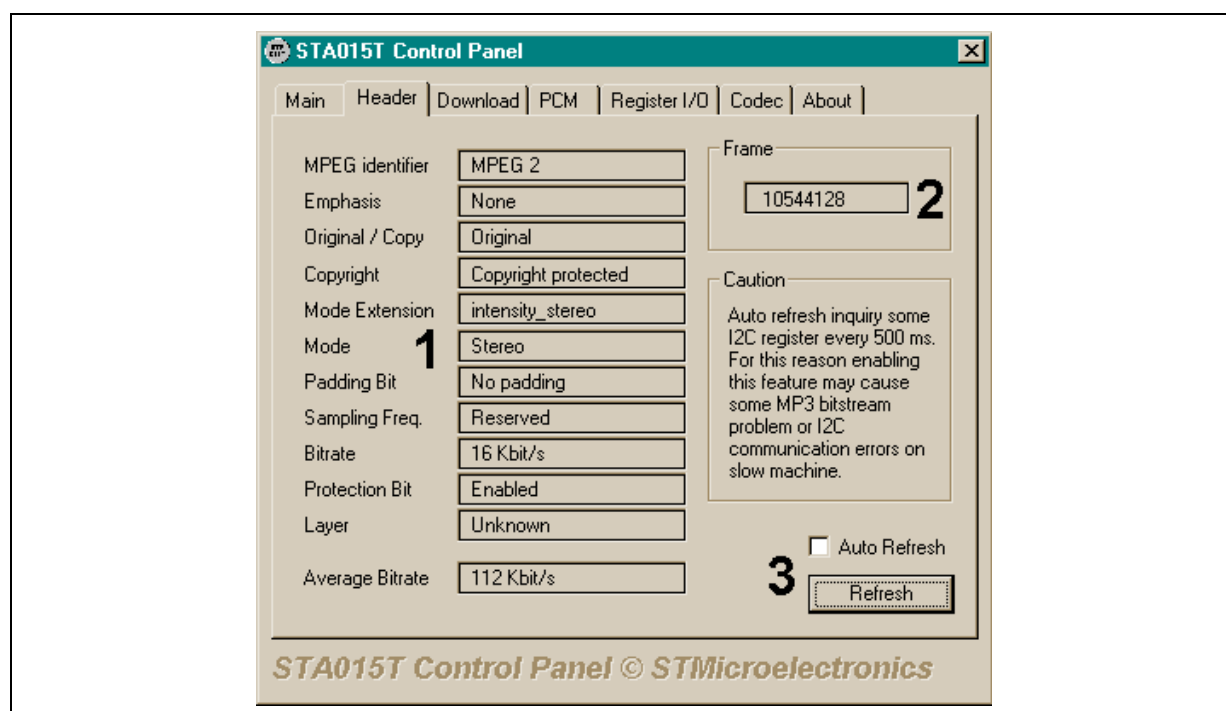 STA015T Control Panel
Main Header Download PCM Register I/O Codec About
MPEG identifier MPEG 2
Emphasis None
Original / Copy Original
Copyright Copyright protected
Mode Extension intensity_stereo
Mode 1 Stereo
Padding Bit No padding
Sampling Freq. Reserved
Bitrate 16 Kbit/s
Protection Bit Enabled
Layer Unknown
Average Bitrate 112 Kbit/s
Frame
10544128 2
Caution
Auto refresh inquiry some
I2C register every 500 ms.
For this reason enabling
this feature may cause
some MP3 bitstream
problem or I2C
communication errors on
slow machine.
Auto Refresh
3 Refresh
STA015T Control Panel © STMicroelectronics